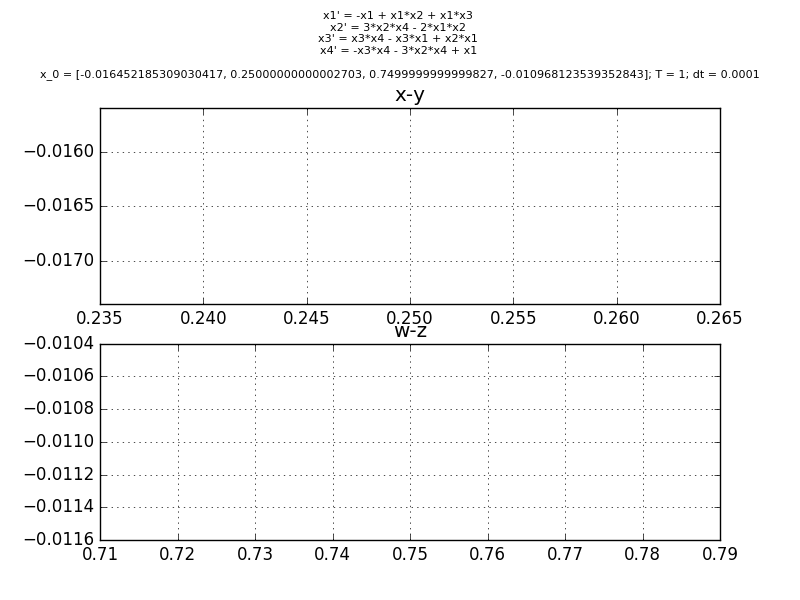 x1' = -x1 + x1*x2 + x1*x3
x2' = 3*x2*x4 - 2*x1*x2
x3' = x3*x4 - x3*x1 + x2*x1
x4' = -x3*x4 - 3*x2*x4 + x1
x_0 = [-0.016452185309030417, 0.25000000000002703, 0.7499999999999827, -0.010968123539352843]; T = 1; dt = 0.0001
x-y
−0.0160
−0.0165
−0.0170
0.235 0.240 0.245 0.250 0.255 0.260 0.265
w-z
−0.0104
−0.0106
−0.0108
−0.0110
−0.0112
−0.0114
−0.0116
0.71 0.72 0.73 0.74 0.75 0.76 0.77 0.78 0.79